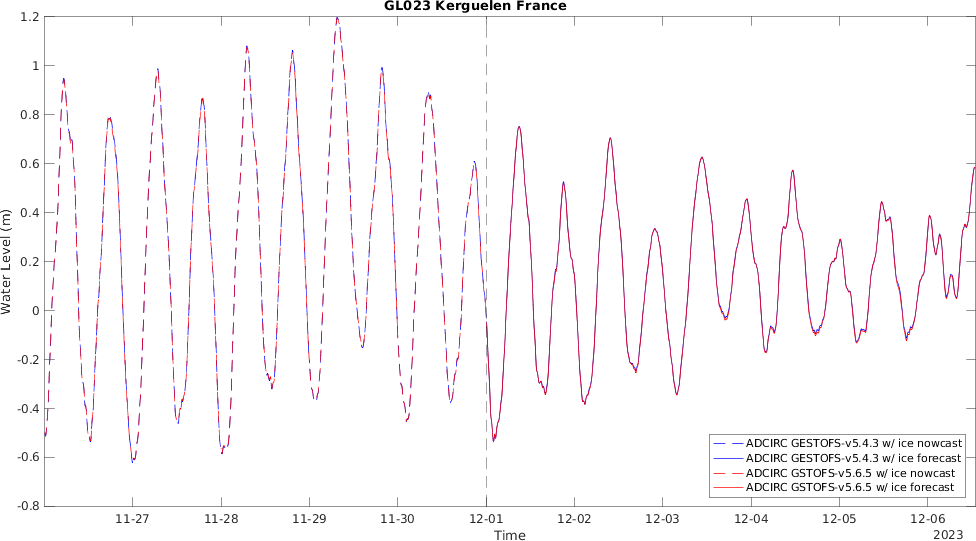 GL023 Kerguelen France
1.2
1
0.8
0.6
0.4
0.2
0
-0.2
-0.4
-0.6
-0.8
Water Level (m)
ADCIRC GESTOFS-v5.4.3 w/ ice nowcast
ADCIRC GESTOFS-v5.4.3 w/ ice forecast
ADCIRC GSTOFS-v5.6.5 w/ ice nowcast
ADCIRC GSTOFS-v5.6.5 w/ ice forecast
11-27 11-28 11-29 11-30 12-01 12-02 12-03 12-04 12-05 12-06
Time 2023